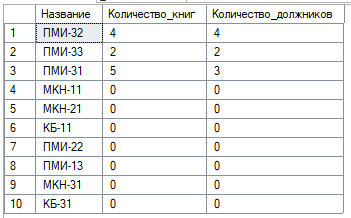 Название Количество_книг Количество_должников
1 ПМИ-32 4 4
2 ПМИ-33 2 2
3 ПМИ-31 5 3
4 МКН-11 0 0
5 МКН-21 0 0
6 КБ-11 0 0
7 ПМИ-22 0 0
8 ПМИ-13 0 0
9 МКН-31 0 0
10 КБ-31 0 0